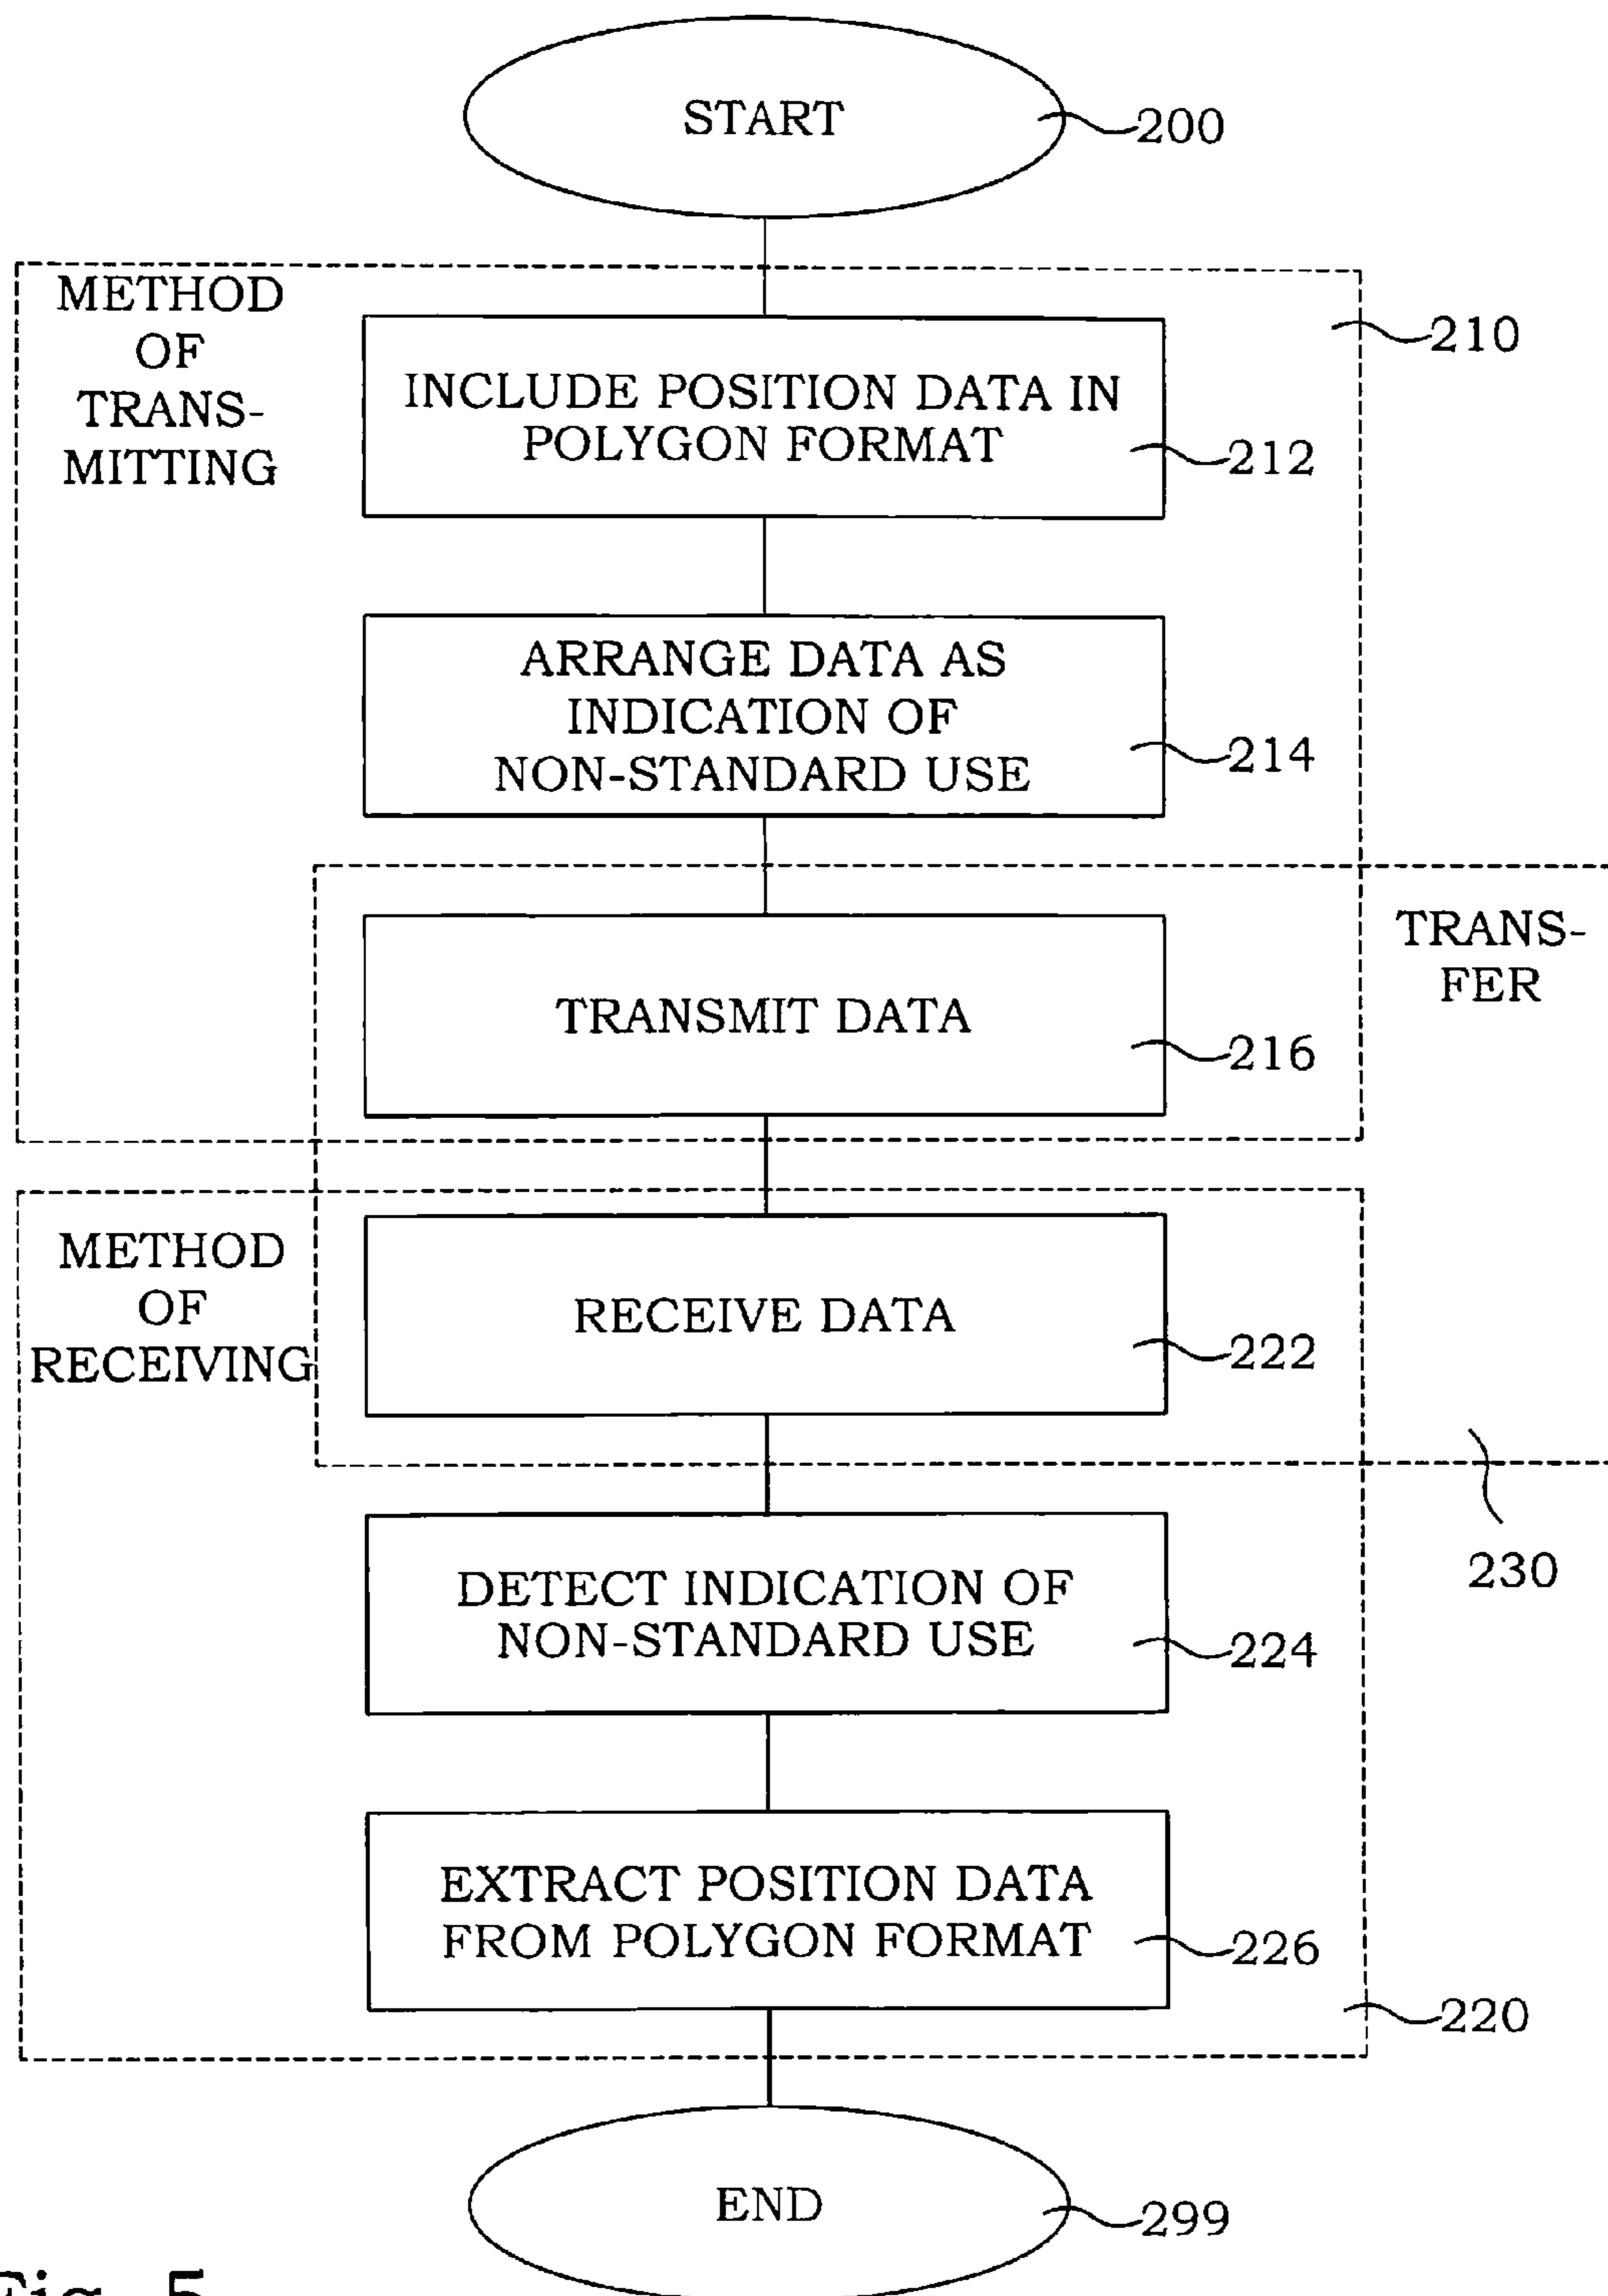 START
200
METHOD
OF
TRANS-
MITTING
210
INCLUDE POSITION DATA IN
POLYGON FORMAT
212
ARRANGE DATA AS
INDICATION OF
NON-STANDARD USE
214
TRANS-
FER
TRANSMIT DATA
216
METHOD
OF
RECEIVING
RECEIVE DATA
222
230
DETECT INDICATION OF
NON-STANDARD USE
224
EXTRACT POSITION DATA
FROM POLYGON FORMAT
226
220
END
299
Fig. 5